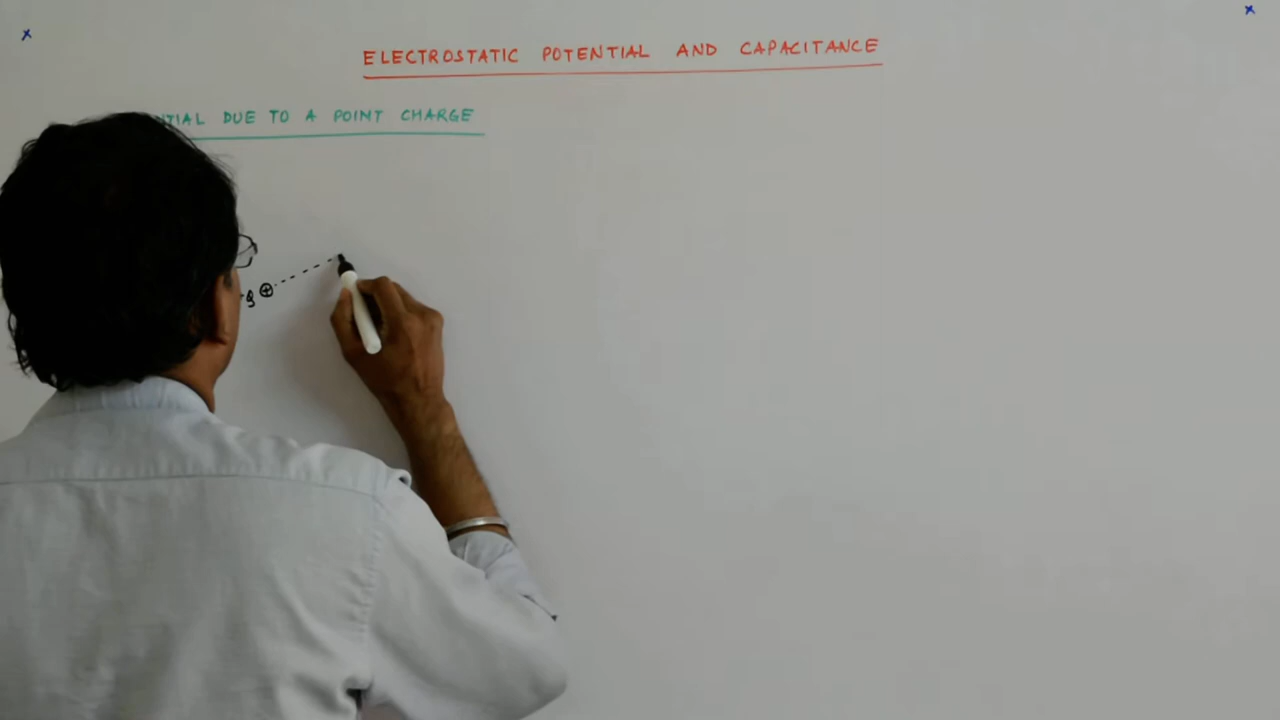 ELECTROSTATIC POTENTIAL AND CAPACITANCE
DUE TO A POINT CHARGE